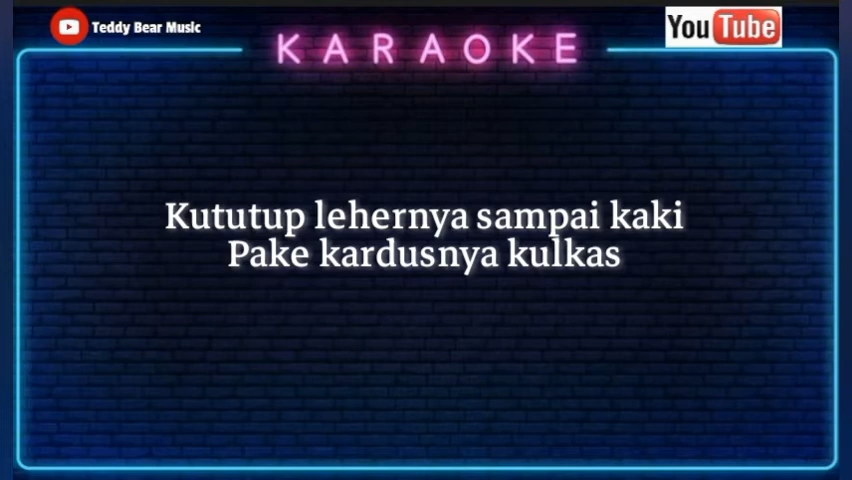 Teddy Bear Music
YouTube
KARAOKE
Kututup lehernya sampai kaki
Pake kardusnya kulkas